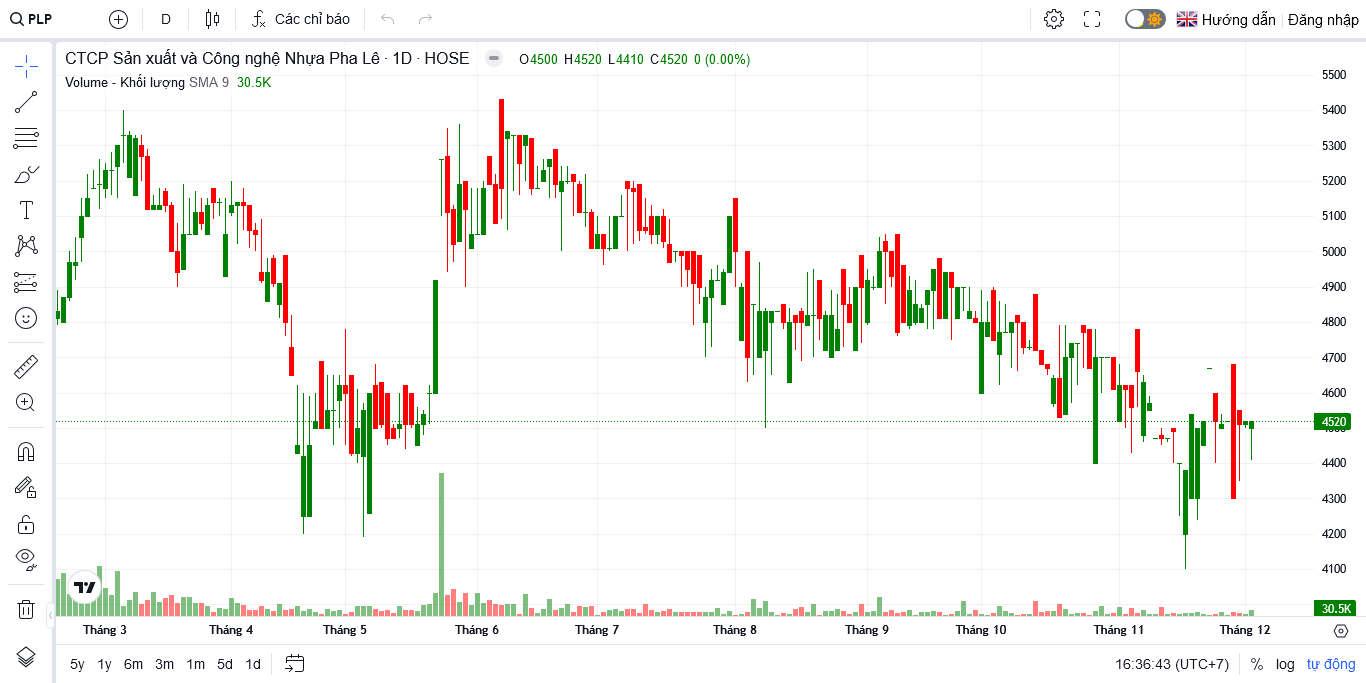 PLP D Các chỉ báo Hướng dẫn Đăng nhập
CTCP Sản xuất và Công nghệ Nhựa Pha Lê · 1D · HOSE O4500 H4520 L4410 C4520 0 (0.00%)
Volume - Khối lượng SMA 9 30.5K
5500
5400
5300
5200
5100
5000
4900
4800
4700
4600
4520
4500
4400
4300
4200
4100
30.5K
Tháng 3 Tháng 4 Tháng 5 Tháng 6 Tháng 7 Tháng 8 Tháng 9 Tháng 10 Tháng 11 Tháng 12
5y 1y 6m 3m 1m 5d 1d 16:36:43 (UTC+7) % log tự động